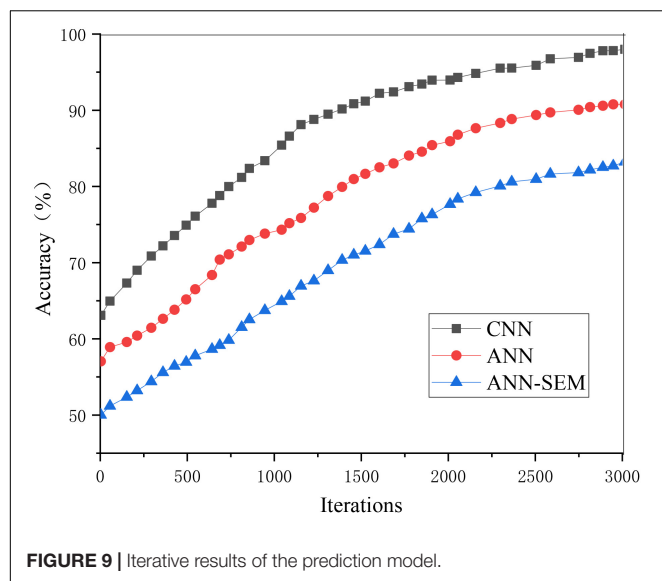 100
90
80
70
60
50
Accuracy (%)
CNN
ANN
ANN-SEM
0 500 1000 1500 2000 2500 3000
Iterations
FIGURE 9 | Iterative results of the prediction model.